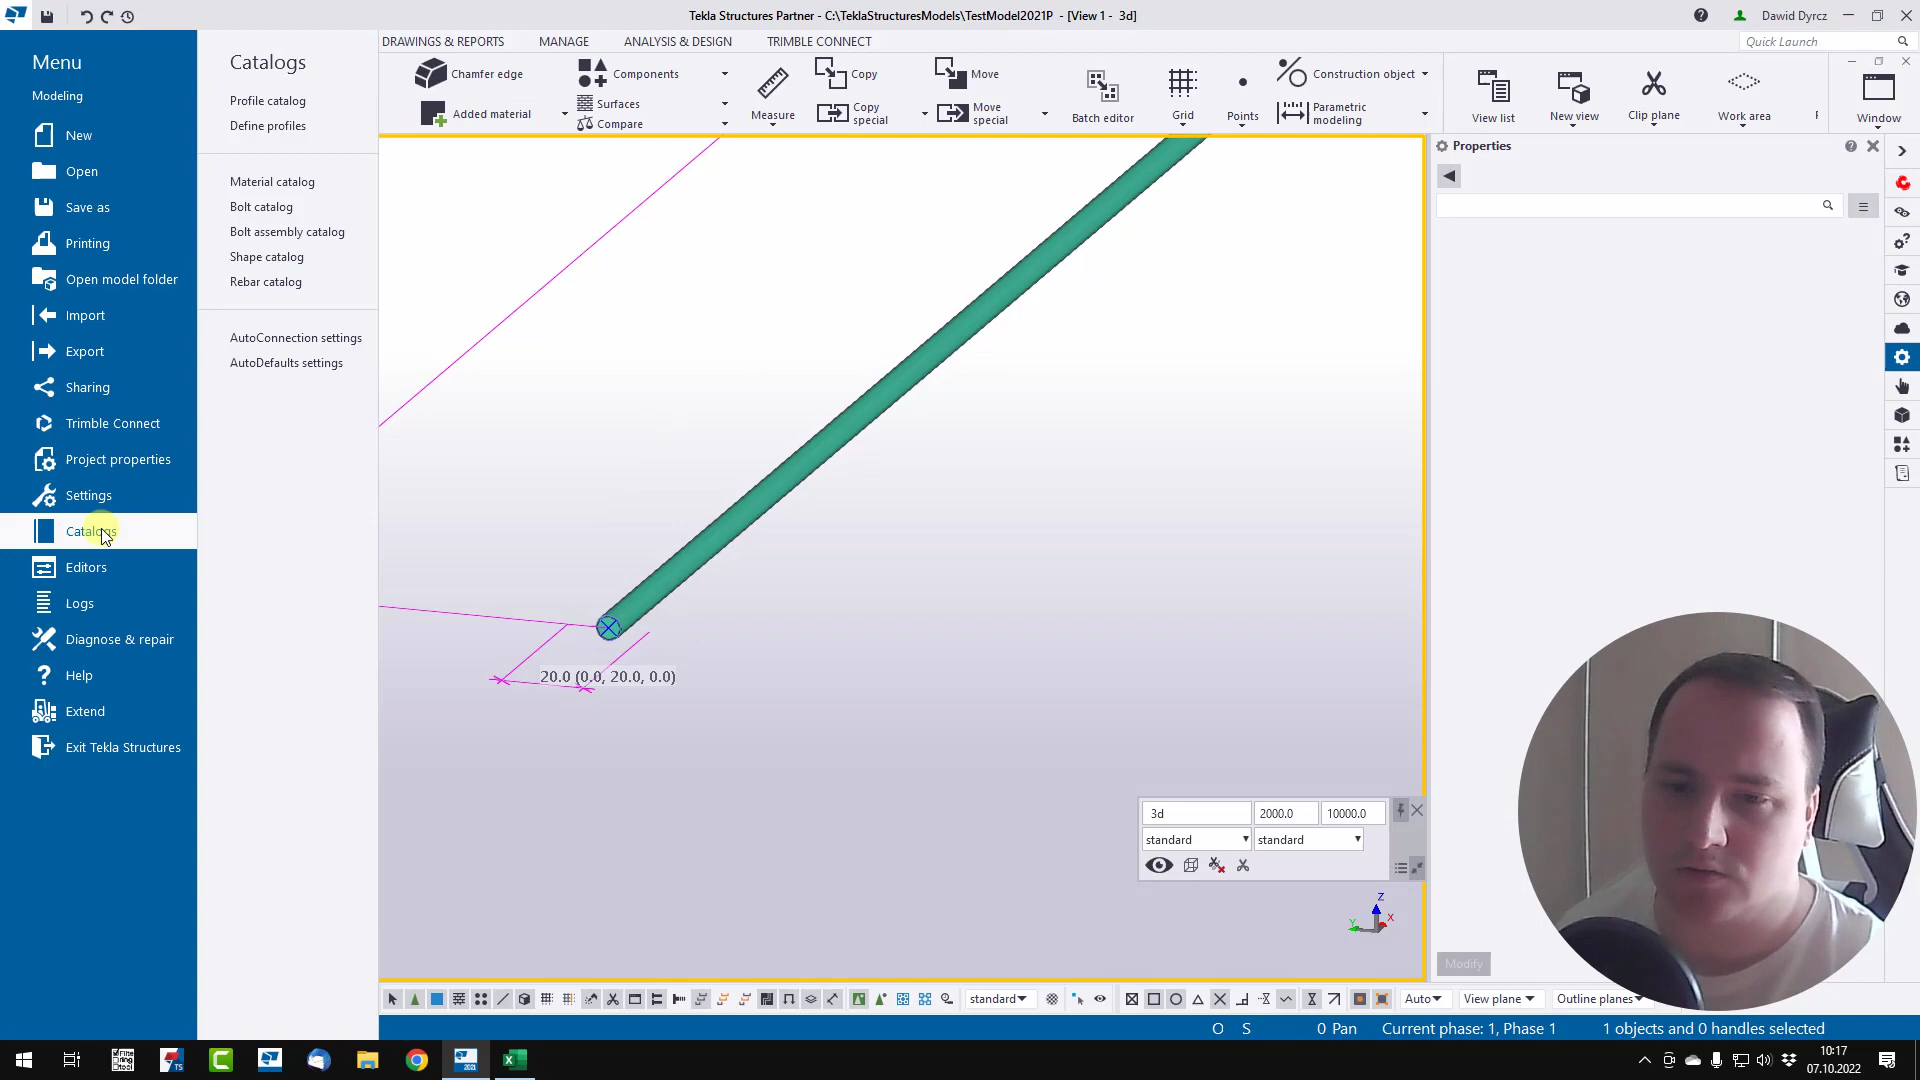 Tekla Structures Partner - C:\TeklaStructuresModels\TestModel2021P - [View 1 - 3d]
Dawid Dyrcz
Menu
Modeling
New
Open
Save as
Printing
Open model folder
Import
Export
Sharing
Trimble Connect
Project properties
Settings
Catalogs
Editors
Logs
Diagnose & repair
Help
Extend
Exit Tekla Structures
Catalogs
Profile catalog
Define profiles
Material catalog
Bolt catalog
Bolt assembly catalog
Shape catalog
Rebar catalog
AutoConnection settings
AutoDefaults settings
DRAWINGS & REPORTS MANAGE ANALYSIS & DESIGN TRIMBLE CONNECT
Quick Launch
Chamfer edge
Added material
Components
Surfaces
Compare
Measure
Copy
Copy special
Move
Move special
Batch editor
Grid
Points
Construction object
Parametric modeling
View list
New view
Clip plane
Work area
Window
Properties
20.0 (0.0, 20.0, 0.0)
3d 2000.0 10000.0
standard standard
Z
Y X
Modify
standard
Auto View plane Outline planes
O S 0 Pan Current phase: 1, Phase 1 1 objects and 0 handles selected
10:17
07.10.2022